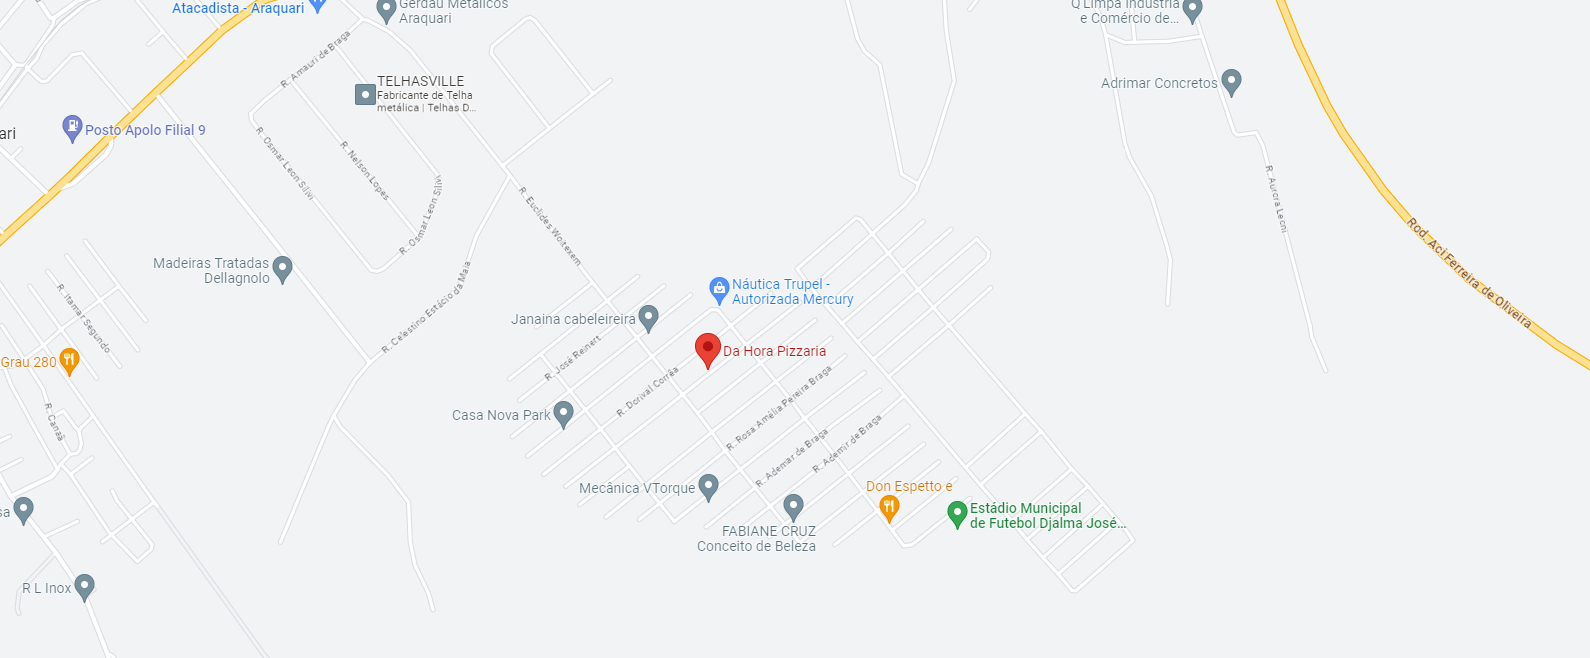 Gerdau Metálicos
Araquari
Atacadista - Araquari
Q Limpa Indústria
e Comércio de...
R. Amauri de Braga
TELHASVILLE
Fabricante de Telha
metálica | Telhas D...
Adrimar Concretos
Posto Apolo Filial 9
ari
R. Osmar Leon Silivi
R. Nelson Lopes
R. Osmar Leon Silivi
R. Euclides Woitexem
R. Aurora Leoni
Rod. Aci Ferreira de Oliveira
Madeiras Tratadas
Dellagnolo
R. Itamar Segundo
R. Celestino Estácio da Maia
Náutica Trupel -
Autorizada Mercury
Janaina cabeleireira
Da Hora Pizzaria
R. José Reinert
Grau 280
R. Dorival Corrêa
R. Rosa Amélia Pereira Braga
Casa Nova Park
R. Canaã
R. Ademar de Braga
R. Ademir de Braga
Mecânica VTorque
Don Espetto e
Estádio Municipal
de Futebol Djalma José...
sa
FABIANE CRUZ
Conceito de Beleza
R L Inox